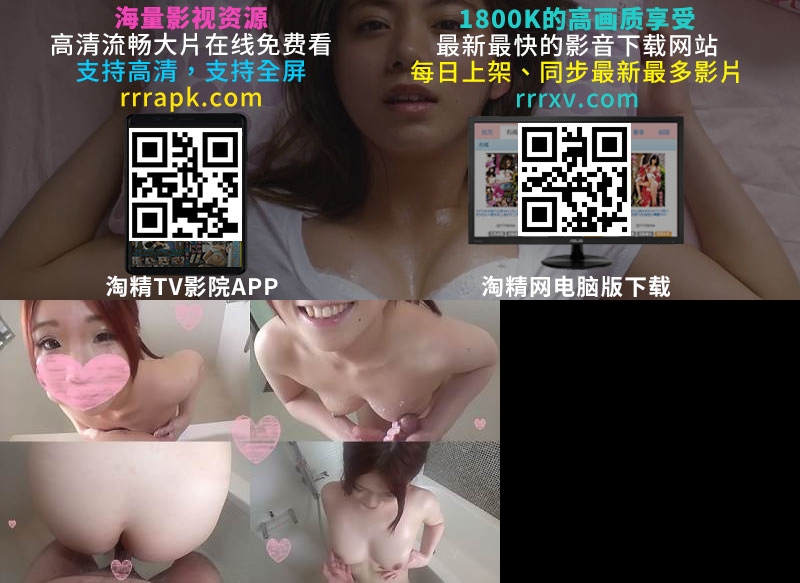 海量影视资源
高清流畅大片在线免费看
支持高清，支持全屏
rrrapk.com
淘精TV影院APP
1800K的高画质享受
最新最快的影音下载网站
每日上架、同步最新最多影片
rrrxv.com
淘精网电脑版下载